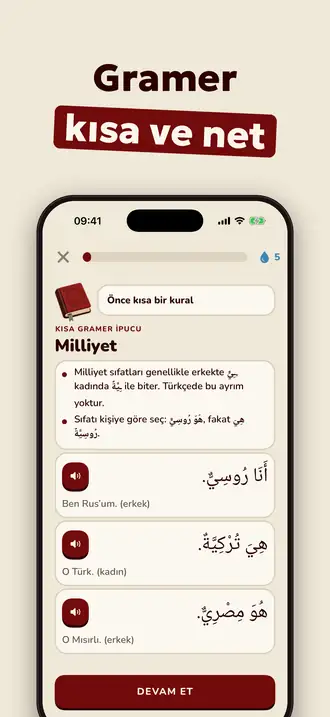 Gramer
kısa ve net
09:41
5
Önce kısa bir kural
KISA GRAMER İPUCU
Milliyet
Milliyet sıfatları genellikle erkekte ـِيٌّ,
kadında ـِيَّةٌ ile biter. Türkçede bu ayrım
yoktur.
Sıfatı kişiye göre seç: هُوَ رُوسِيٌّ, fakat هِيَ
رُوسِيَّةٌ.
أَنَا رُوسِيٌّ.
Ben Rus'um. (erkek)
هِيَ تُرْكِيَّةٌ.
O Türk. (kadın)
هُوَ مِصْرِيٌّ.
O Mısırlı. (erkek)
DEVAM ET